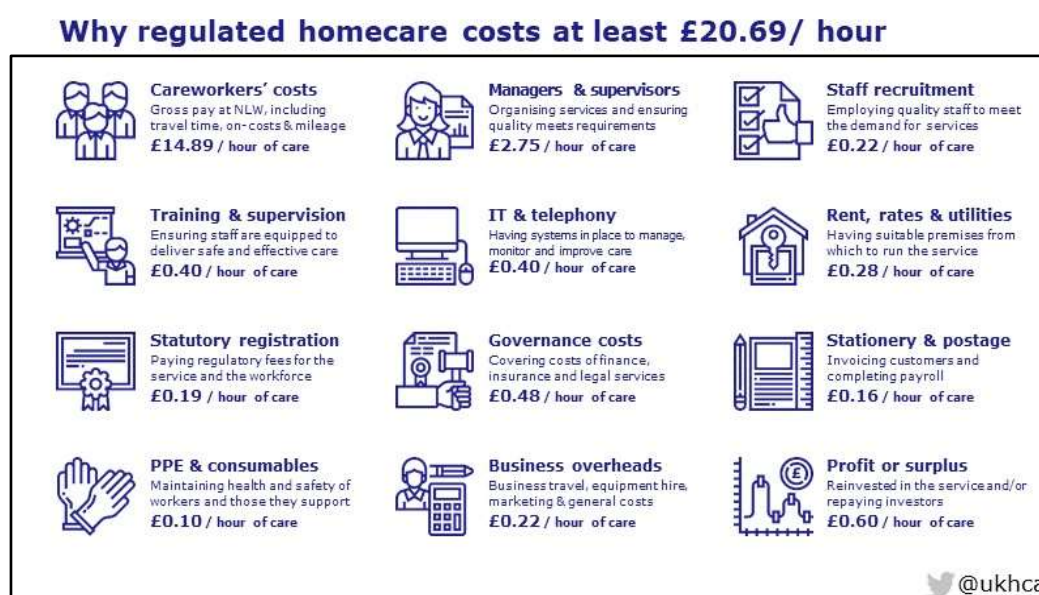 Why regulated homecare costs at least £20.69/ hour
Careworkers' costs
Gross pay at NLW, including
travel time, on-costs & mileage
£14.89 / hour of care
Managers & supervisors
Organising services and ensuring
quality meets requirements
£2.75 / hour of care
Staff recruitment
Employing quality staff to meet
the demand for services
£0.22 / hour of care
Training & supervision
Ensuring staff are equipped to
deliver safe and effective care
£0.40 / hour of care
IT & telephony
Having systems in place to manage,
monitor and improve care
£0.40 / hour of care
Rent, rates & utilities
Having suitable premises from
which to run the service
£0.28 / hour of care
Statutory registration
Paying regulatory fees for the
service and the workforce
£0.19 / hour of care
Governance costs
Covering costs of finance,
insurance and legal services
£0.48 / hour of care
Stationery & postage
Invoicing customers and
completing payroll
£0.16 / hour of care
PPE & consumables
Maintaining health and safety of
workers and those they support
£0.10 / hour of care
Business overheads
Business travel, equipment hire,
marketing & general costs
£0.22 / hour of care
Profit or surplus
Reinvested in the service and/or
repaying investors
£0.60 / hour of care
£
@ukhca